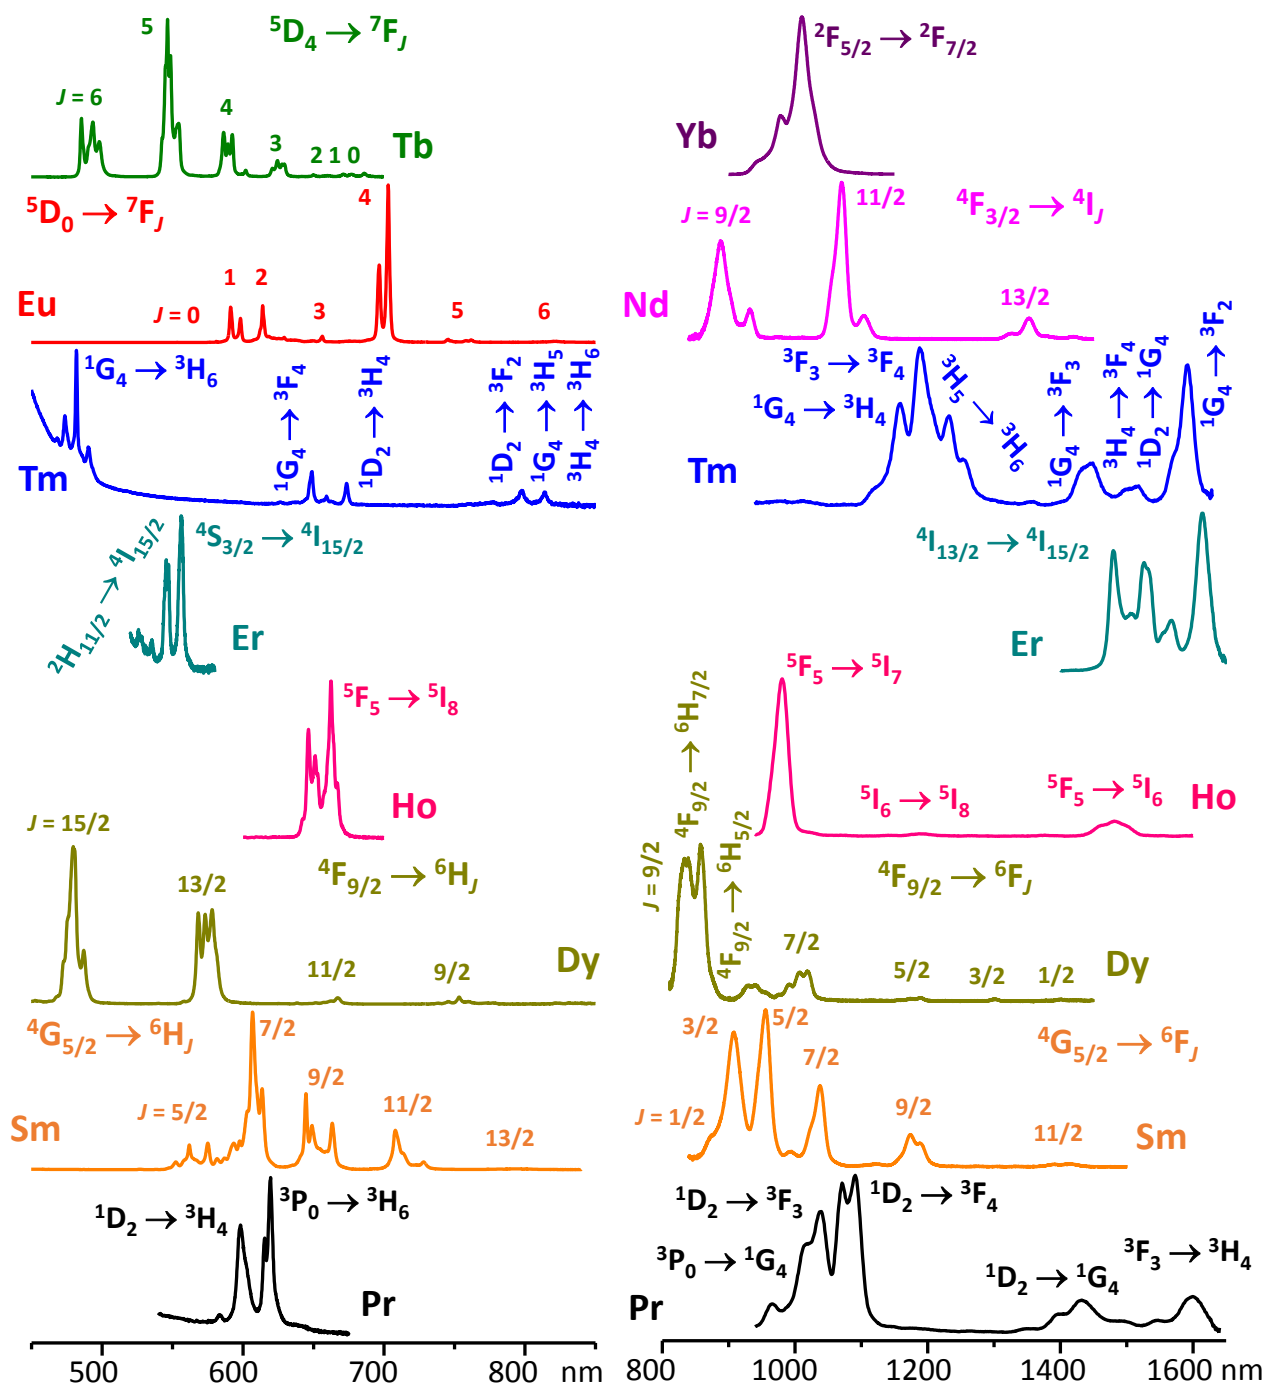 ⁵D₄ → ⁷F_J
J = 6
5
4
3
2 1 0
Tb
⁵D₀ → ⁷F_J
Eu
J = 0
1
2
3
4
5
6
¹G₄ → ³H₆
¹G₄ → ³F₄
¹D₂ → ³H₄
¹D₂ → ³F₂
¹G₄ → ³H₅
³H₄ → ³H₆
Tm
²H₁₁/₂ → ⁴I₁₅/₂
⁴S₃/₂ → ⁴I₁₅/₂
Er
⁵F₅ → ⁵I₈
Ho
J = 15/2
13/2
⁴F₉/₂ → ⁶H_J
11/2
9/2
Dy
⁴G₅/₂ → ⁶H_J
Sm
J = 5/2
7/2
9/2
11/2
13/2
¹D₂ → ³H₄
³P₀ → ³H₆
Pr
500 600 700 800 nm
²F₅/₂ → ²F₇/₂
Yb
J = 9/2
11/2
⁴F₃/₂ → ⁴I_J
13/2
Nd
³F₃ → ³F₄
¹G₄ → ³H₄
³H₅ → ³H₆
¹G₄ → ³F₃
³H₄ → ³F₄
¹D₂ → ¹G₄
¹G₄ → ³F₂
Tm
⁴I₁₃/₂ → ⁴I₁₅/₂
Er
⁵F₅ → ⁵I₇
⁵I₆ → ⁵I₈
⁵F₅ → ⁵I₆
Ho
J = 9/2
⁴F₉/₂ → ⁶H₇/₂
⁴F₉/₂ → ⁶H₅/₂
⁴F₉/₂ → ⁶F_J
7/2
5/2
3/2
1/2
Dy
J = 1/2
3/2
5/2
7/2
9/2
11/2
⁴G₅/₂ → ⁶F_J
Sm
¹D₂ → ³F₃
¹D₂ → ³F₄
³P₀ → ¹G₄
¹D₂ → ¹G₄
³F₃ → ³H₄
Pr
800 1000 1200 1400 1600 nm